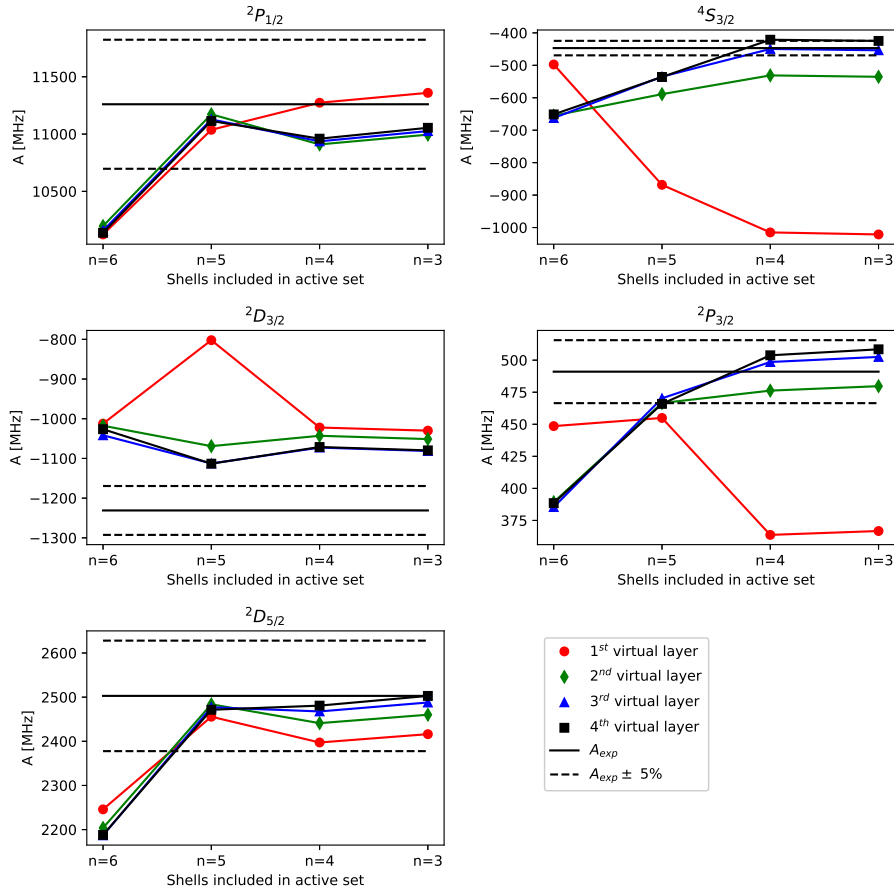 ²P₁/₂
11500
11000
10500
A [MHz]
n=6 n=5 n=4 n=3
Shells included in active set
⁴S₃/₂
−400
−500
−600
−700
−800
−900
−1000
A [MHz]
n=6 n=5 n=4 n=3
Shells included in active set
²D₃/₂
−800
−900
−1000
−1100
−1200
−1300
A [MHz]
n=6 n=5 n=4 n=3
Shells included in active set
²P₃/₂
500
475
450
425
400
375
A [MHz]
n=6 n=5 n=4 n=3
Shells included in active set
²D₅/₂
2600
2500
2400
2300
2200
A [MHz]
n=6 n=5 n=4 n=3
Shells included in active set
1ˢᵗ virtual layer
2ⁿᵈ virtual layer
3ʳᵈ virtual layer
4ᵗʰ virtual layer
Aₑₓₚ
Aₑₓₚ ± 5%